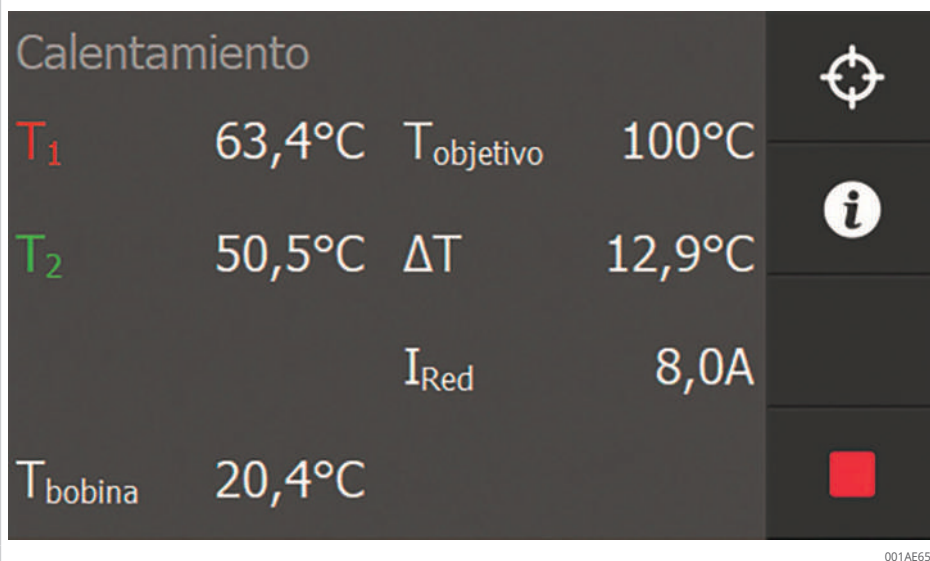 Calentamiento
T1 63,4°C Tobjetivo 100°C
T2 50,5°C ΔT 12,9°C
IRed 8,0A
Tbobina 20,4°C
001AE65